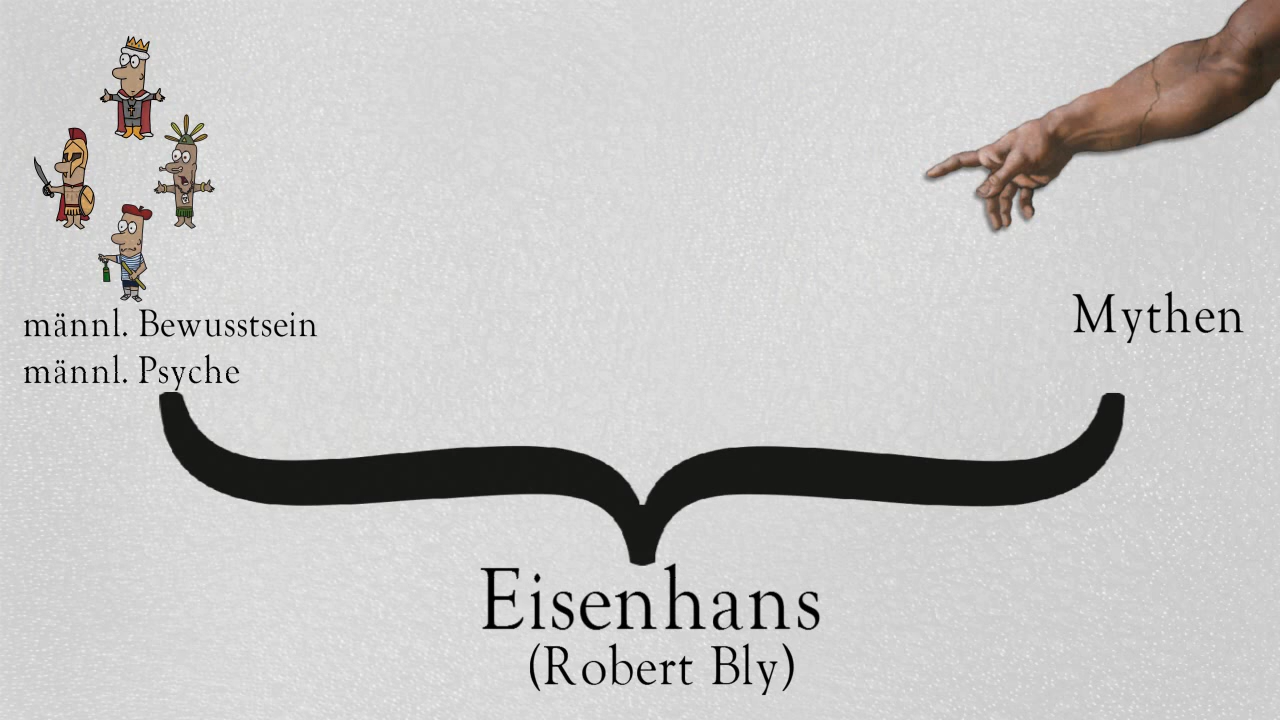 männl. Bewusstsein
männl. Psyche
Mythen
Eisenhans
(Robert Bly)